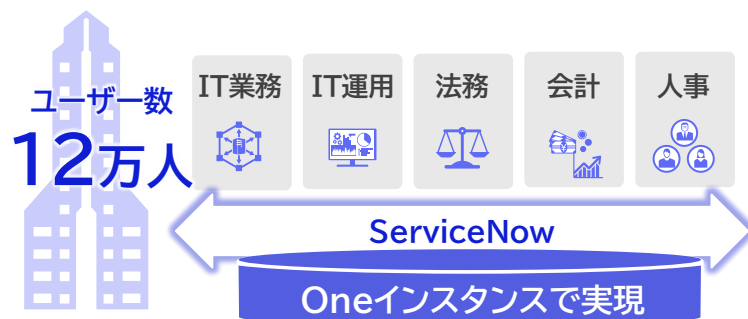 ユーザー数
12万人
IT業務
IT運用
法務
会計
人事
ServiceNow
Oneインスタンスで実現